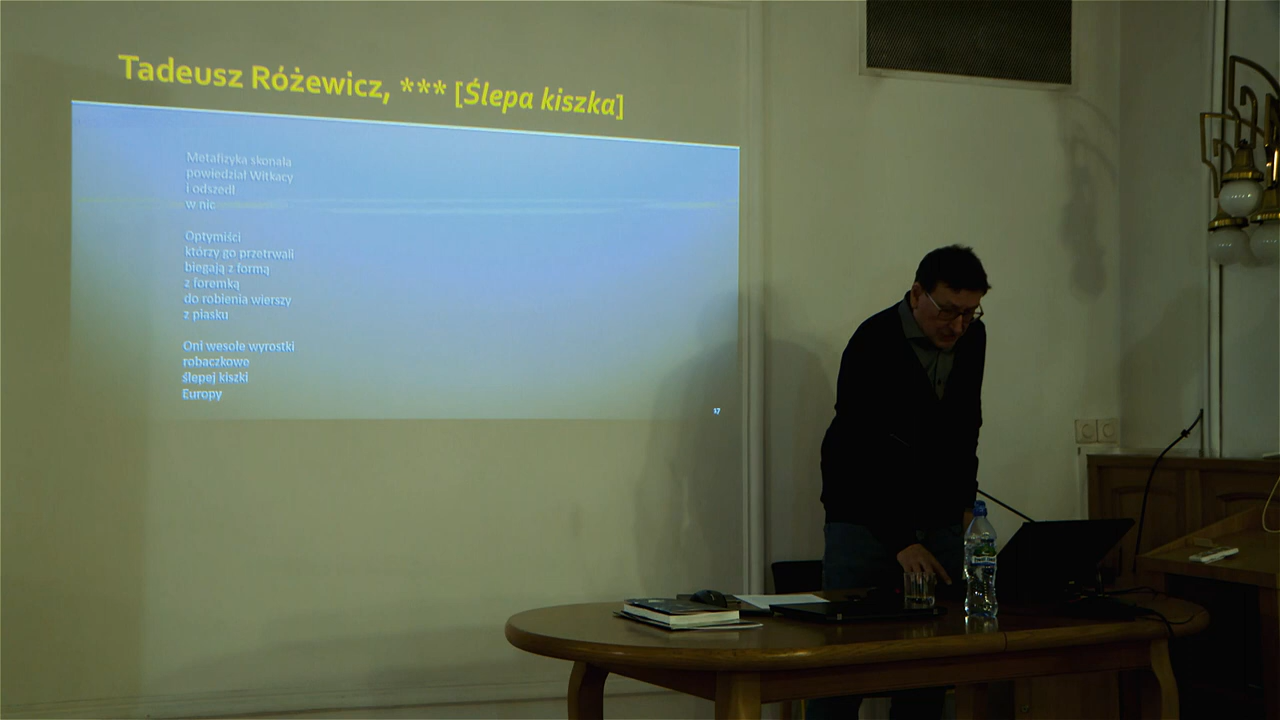 Tadeusz Różewicz, *** [Ślepa kiszka]
Metafizyka skonała
powiedział Witkacy
i odszedł
w nic
Optymiści
którzy go przetrwali
biegają z formą
z foremką
do robienia wierszy
z piasku
Oni wesołe wyrostki
robaczkowe
ślepej kiszki
Europy
17